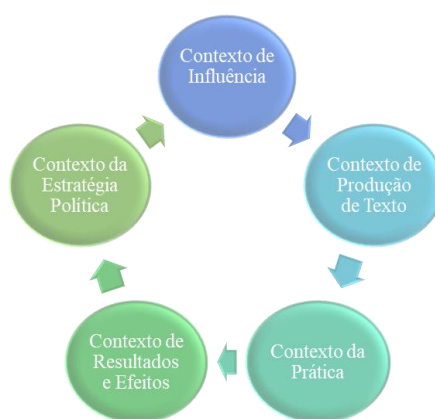 Contexto de
Influência
Contexto de
Produção
de Texto
Contexto da
Prática
Contexto de
Resultados
e Efeitos
Contexto da
Estratégia
Política